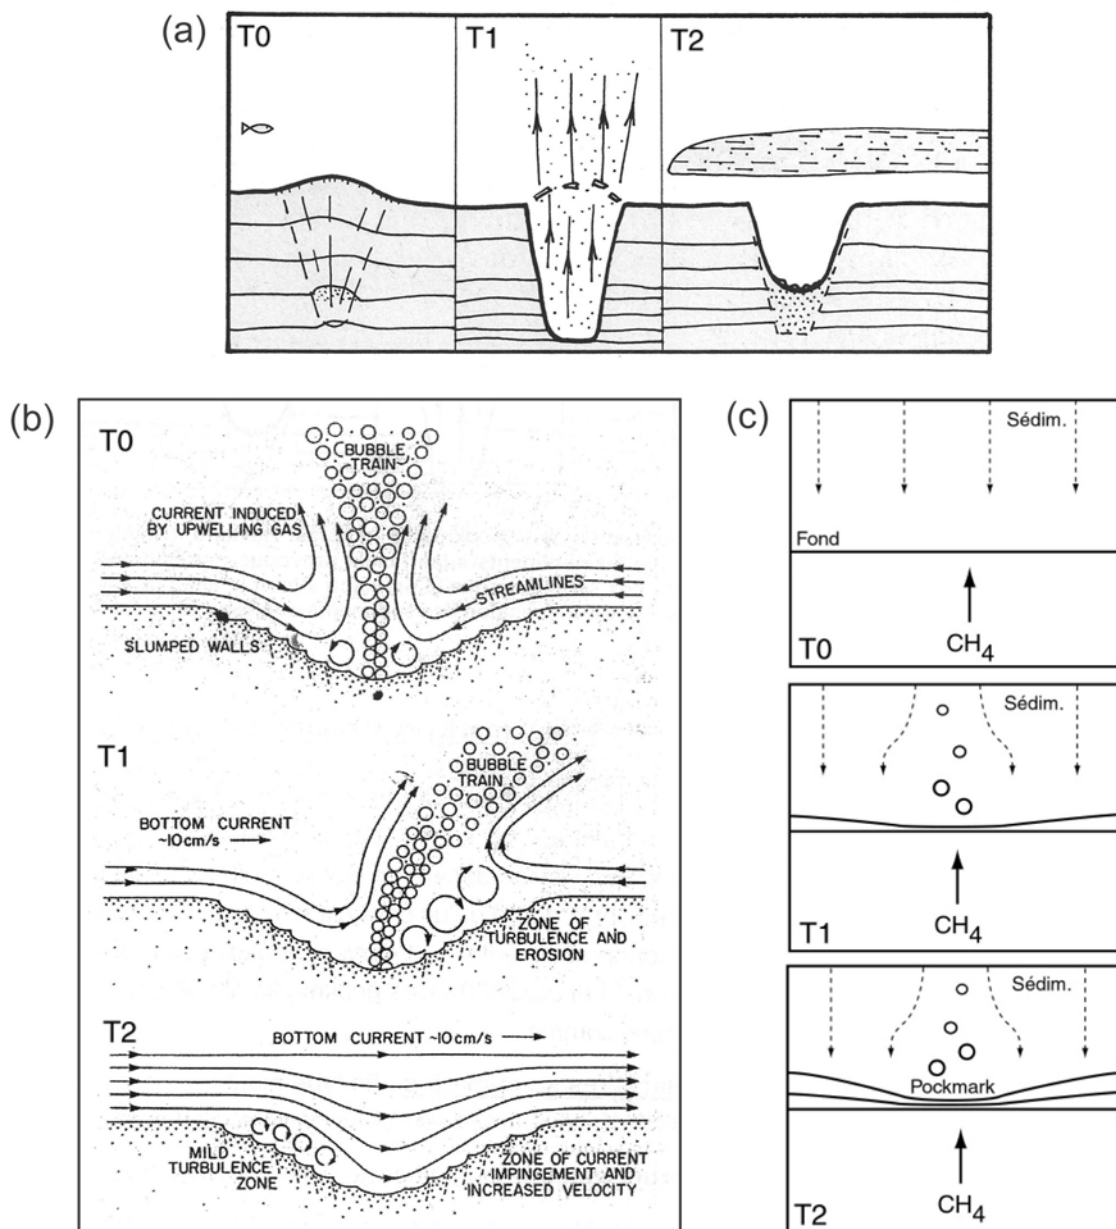 (a)
T0
T1
T2
(b)
T0
BUBBLE
TRAIN
CURRENT INDUCED
BY UPWELLING GAS
STREAMLINES
SLUMPED WALLS
T1
BUBBLE
TRAIN
BOTTOM CURRENT
~10cm/s
ZONE OF
TURBULENCE AND
EROSION
T2
BOTTOM CURRENT ~10cm/s
MILD
TURBULENCE
ZONE
ZONE OF CURRENT
IMPINGEMENT AND
INCREASED VELOCITY
(c)
Sédim.
Fond
T0
CH₄
Sédim.
T1
CH₄
Sédim.
Pockmark
T2
CH₄